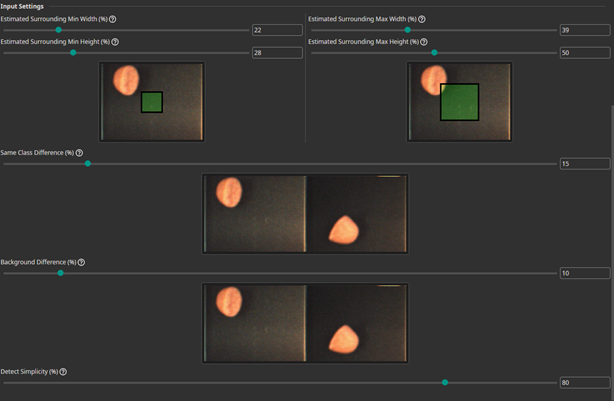 Input Settings
Estimated Surrounding Min Width (%) ?
22
Estimated Surrounding Max Width (%) ?
39
Estimated Surrounding Min Height (%) ?
28
Estimated Surrounding Max Height (%) ?
50
Same Class Difference (%) ?
15
Background Difference (%) ?
10
Detect Simplicity (%) ?
80